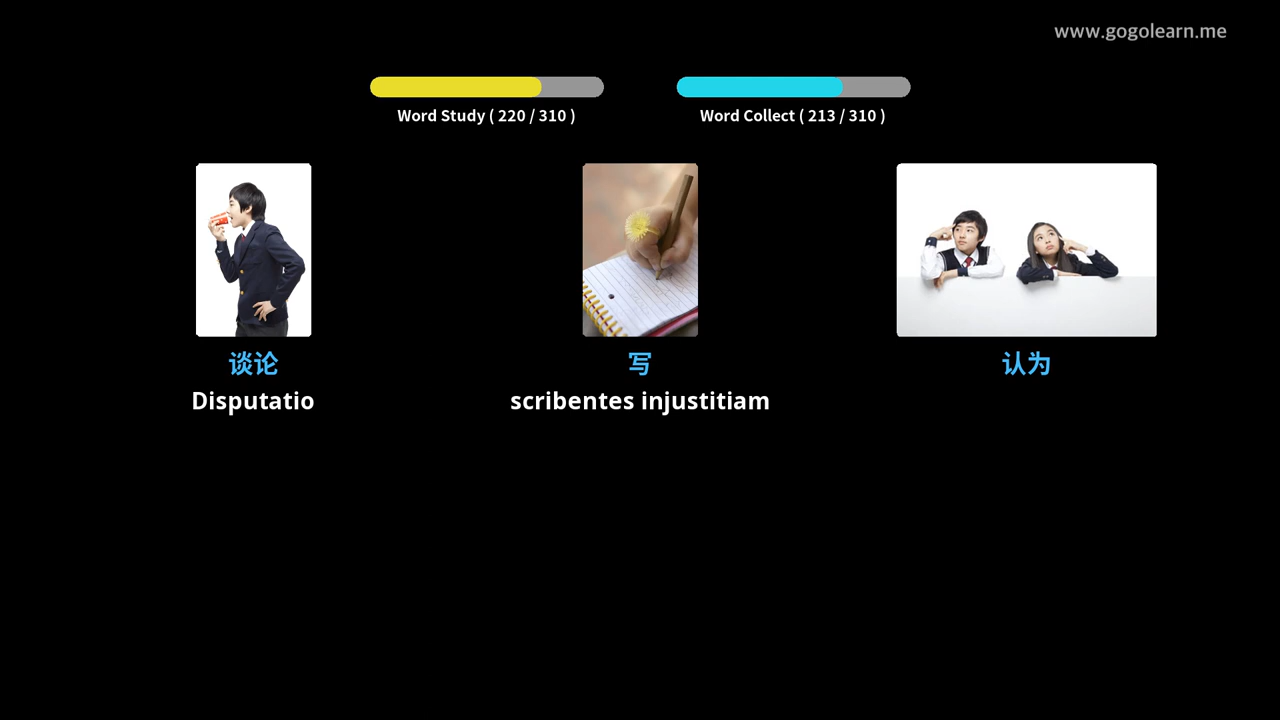 www.gogolearn.me
Word Study ( 220 / 310 )
Word Collect ( 213 / 310 )
谈论
写
认为
Disputatio
scribentes injustitiam